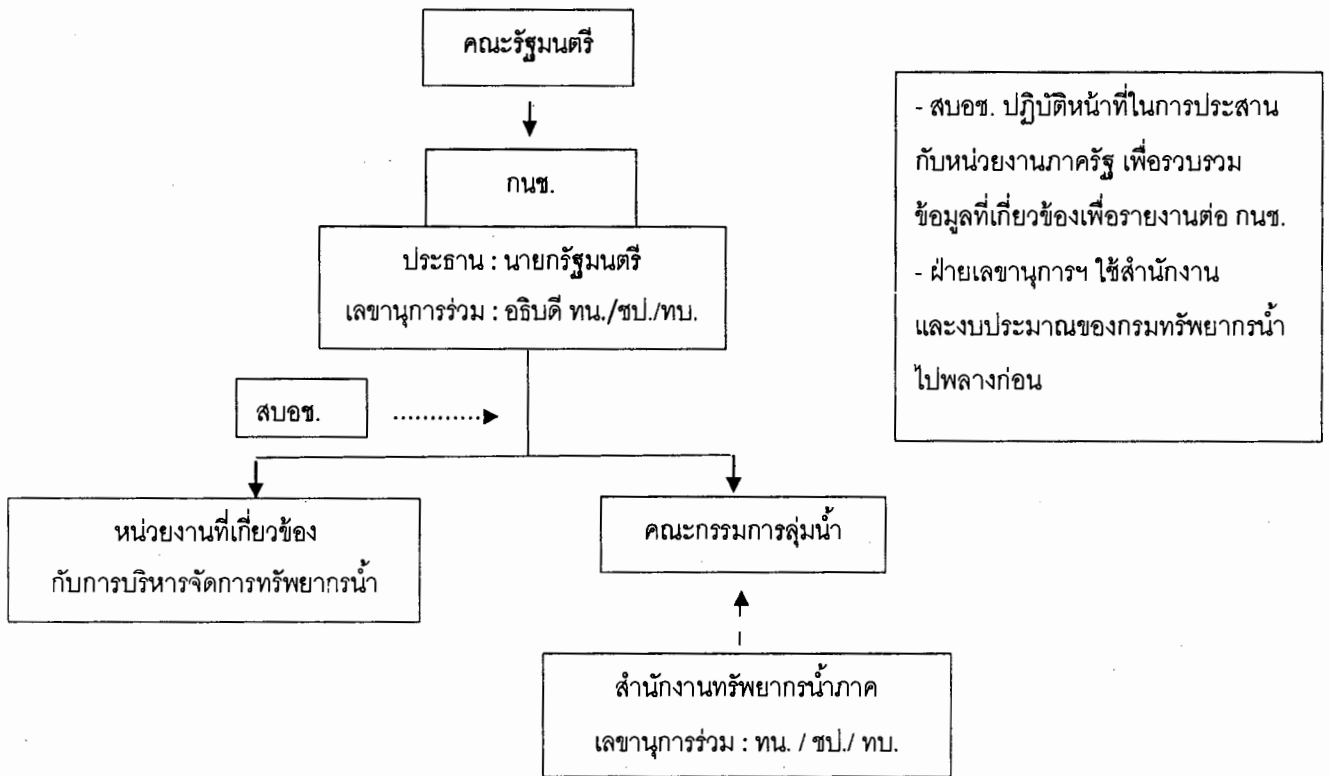 คณะรัฐมนตรี
กนช.
ประธาน : นายกรัฐมนตรี
เลขานุการร่วม : อธิบดี ทน./ชป./ทบ.
- สบอช. ปฏิบัติหน้าที่ในการประสาน
กับหน่วยงานภาครัฐ เพื่อรวบรวม
ข้อมูลที่เกี่ยวข้องเพื่อรายงานต่อ กนช.
- ฝ่ายเลขานุการฯ ใช้สำนักงาน
และงบประมาณของกรมทรัพยากรน้ำ
ไปพลางก่อน
สบอช.
หน่วยงานที่เกี่ยวข้อง
กับการบริหารจัดการทรัพยากรน้ำ
คณะกรรมการลุ่มน้ำ
สำนักงานทรัพยากรน้ำภาค
เลขานุการร่วม : ทน. / ชป./ ทบ.